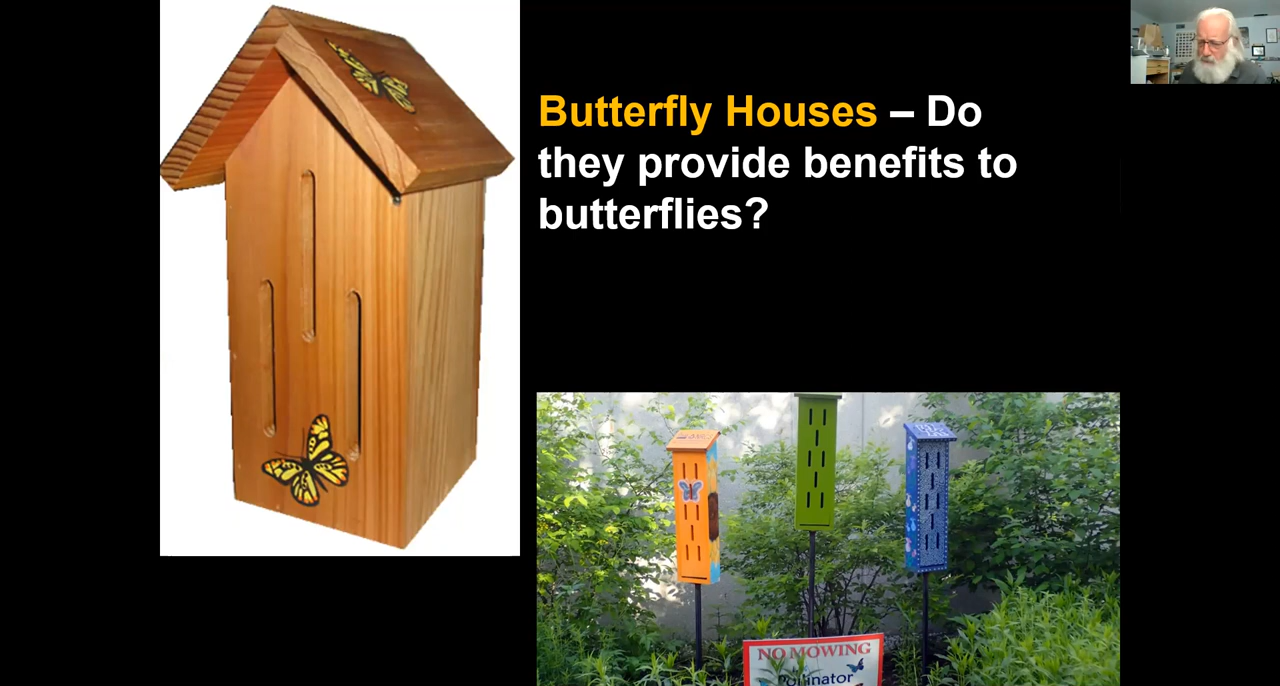 Butterfly Houses – Do
they provide benefits to
butterflies?
NO MOWING
Pollinator